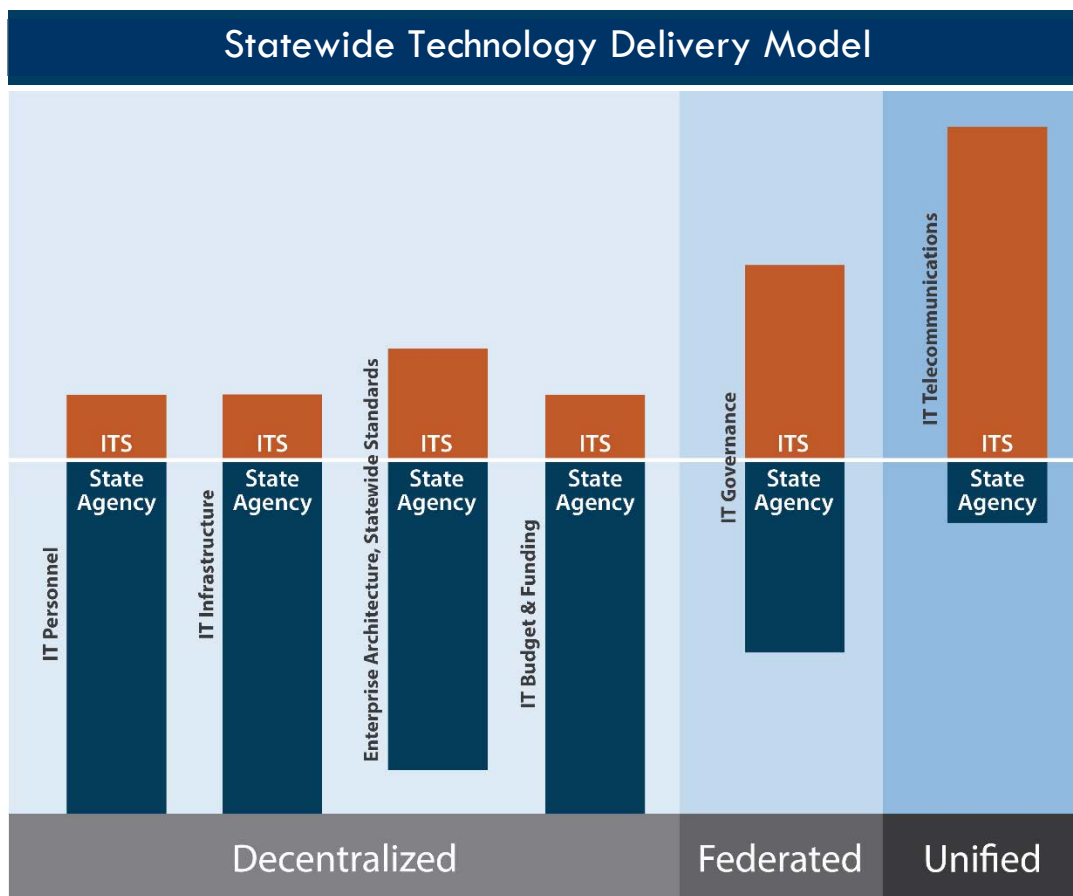 Statewide Technology Delivery Model
IT Personnel
ITS
State
Agency
IT Infrastructure
ITS
State
Agency
Enterprise Architecture, Statewide Standards
ITS
State
Agency
IT Budget & Funding
ITS
State
Agency
IT Governance
ITS
State
Agency
IT Telecommunications
ITS
State
Agency
Decentralized
Federated
Unified